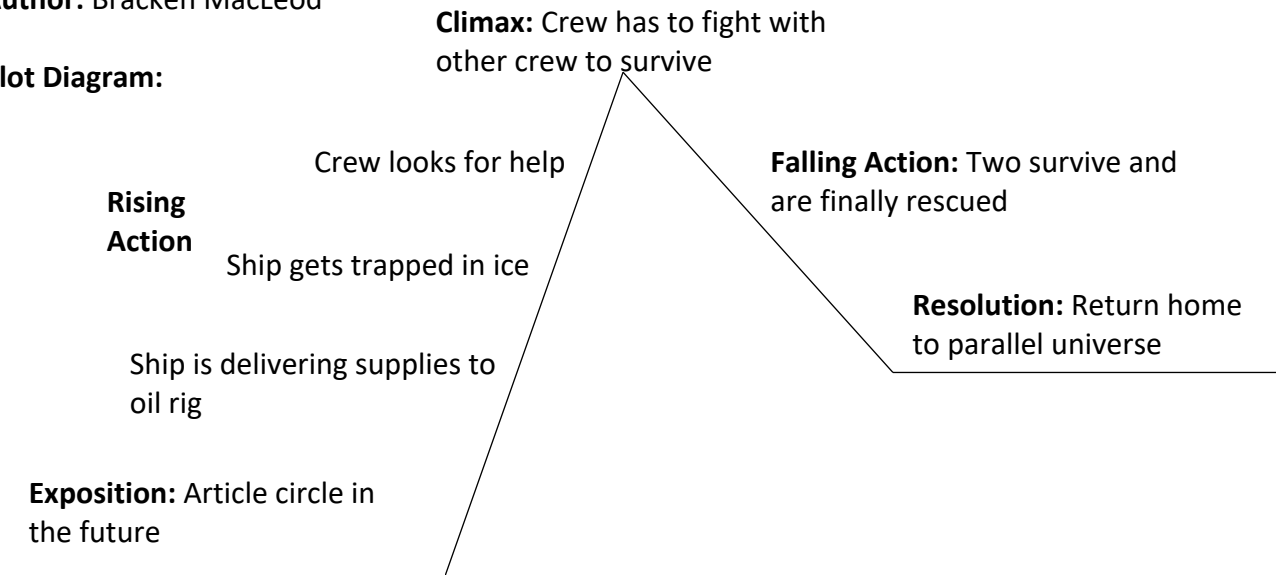 Author: Bracken MacLeod
Climax: Crew has to fight with
other crew to survive
lot Diagram:
Crew looks for help
Falling Action: Two survive and
are finally rescued
Rising
Action
Ship gets trapped in ice
Resolution: Return home
to parallel universe
Ship is delivering supplies to
oil rig
Exposition: Article circle in
the future